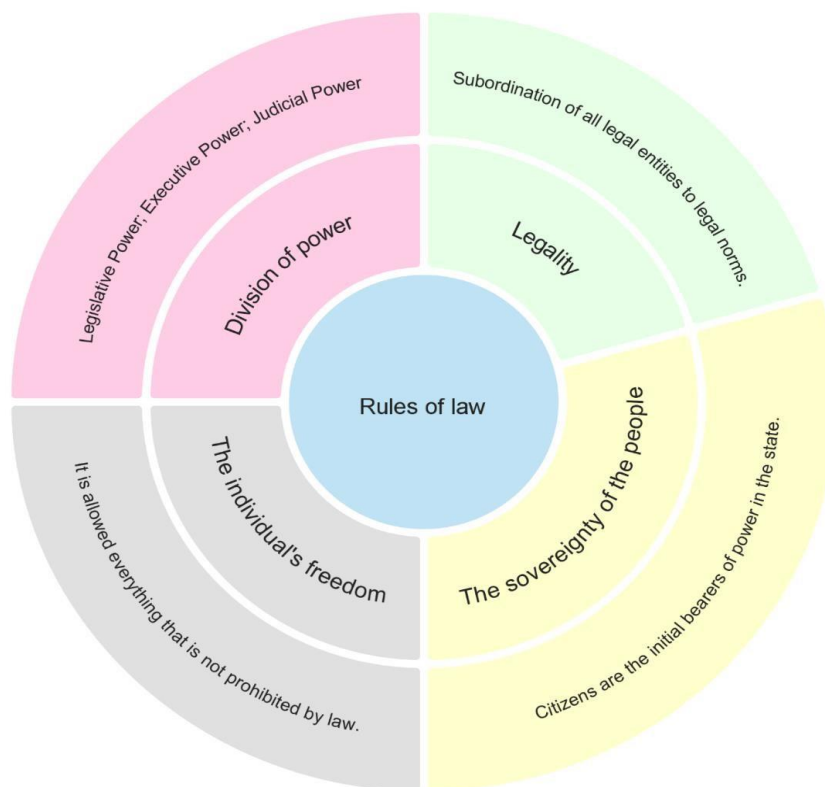 Rules of law
Division of power
Legislative Power; Executive Power; Judicial Power
Legality
Subordination of all legal entities to legal norms.
The sovereignty of the people
Citizens are the initial bearers of power in the state.
The individual's freedom
It is allowed everything that is not prohibited by law.